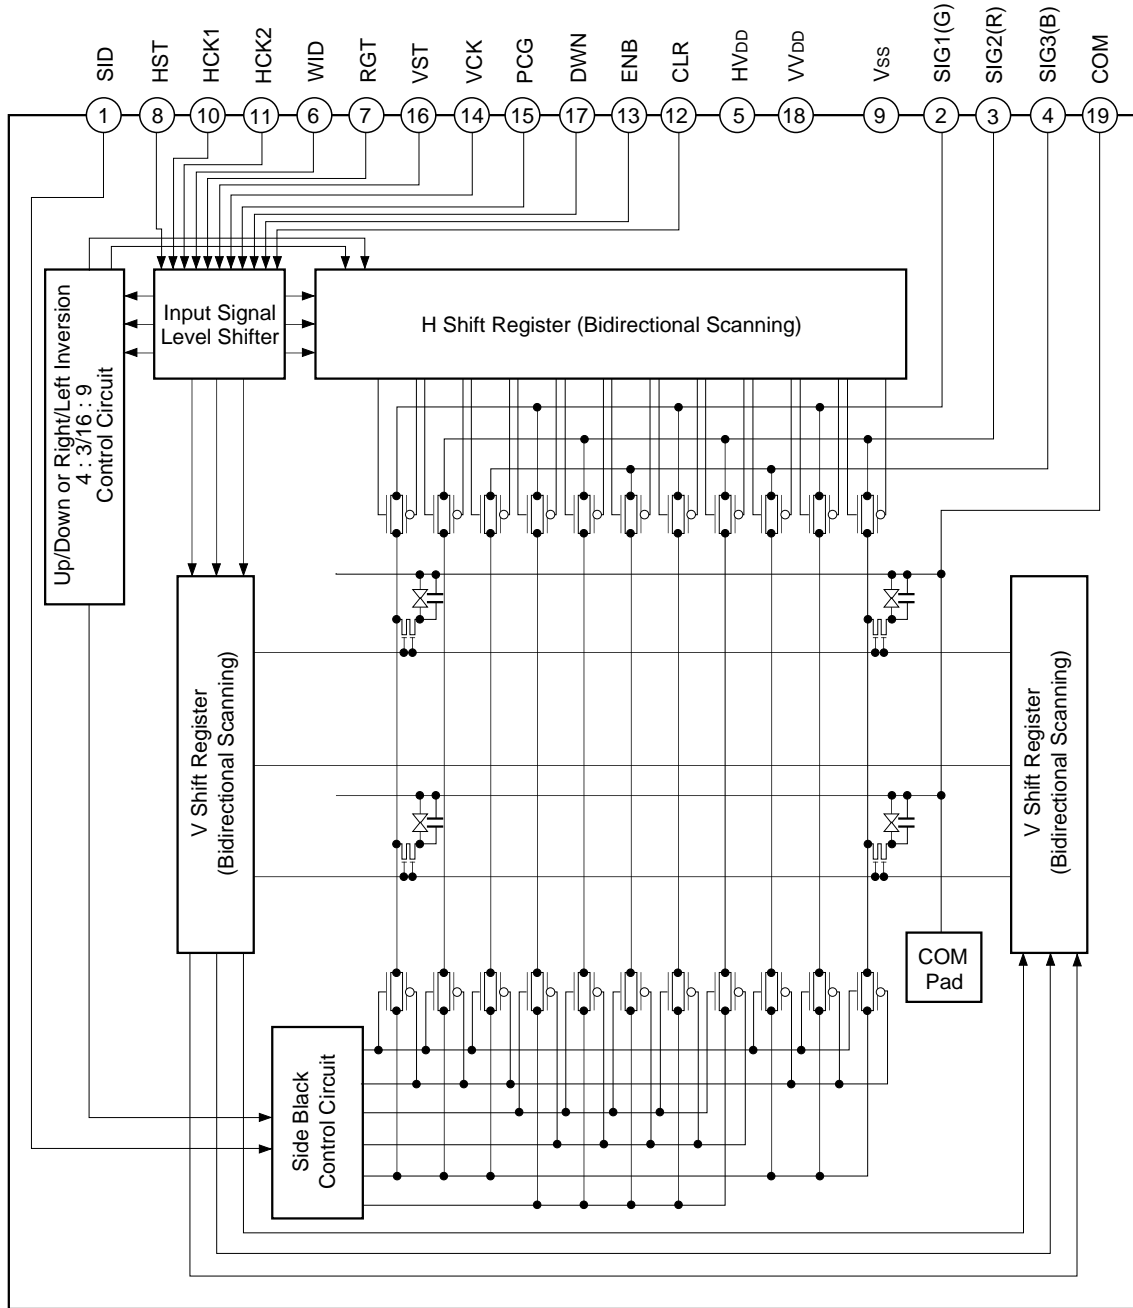 SID
HST
HCK1
HCK2
WID
RGT
VST
VCK
PCG
DWN
ENB
CLR
HVDD
VVDD
VSS
SIG1(G)
SIG2(R)
SIG3(B)
COM
1
8
10
11
6
7
16
14
15
17
13
12
5
18
9
2
3
4
19
Up/Down or Right/Left Inversion
4 : 3/16 : 9
Control Circuit
Input Signal
Level Shifter
H Shift Register (Bidirectional Scanning)
V Shift Register
(Bidirectional Scanning)
V Shift Register
(Bidirectional Scanning)
COM
Pad
Side Black
Control Circuit